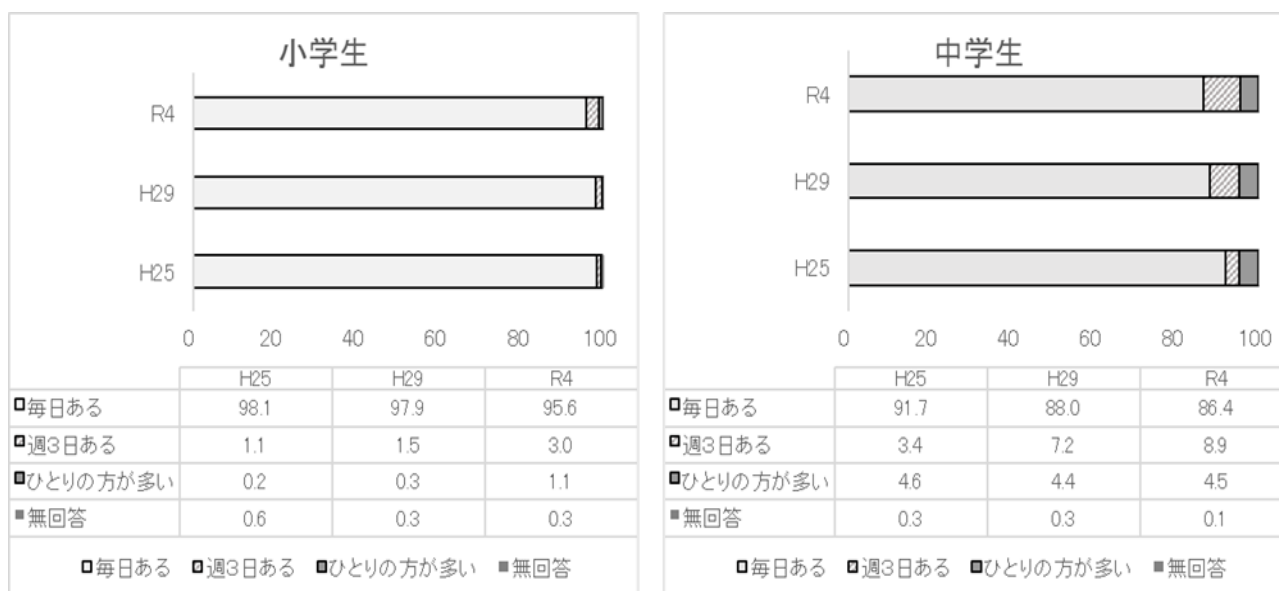 小学生
R4
H29
H25
0 20 40 60 80 100
H25 H29 R4
毎日ある 98.1 97.9 95.6
週3日ある 1.1 1.5 3.0
ひとりの方が多い 0.2 0.3 1.1
無回答 0.6 0.3 0.3
毎日ある 週3日ある ひとりの方が多い 無回答
中学生
R4
H29
H25
0 20 40 60 80 100
H25 H29 R4
毎日ある 91.7 88.0 86.4
週3日ある 3.4 7.2 8.9
ひとりの方が多い 4.6 4.4 4.5
無回答 0.3 0.3 0.1
毎日ある 週3日ある ひとりの方が多い 無回答